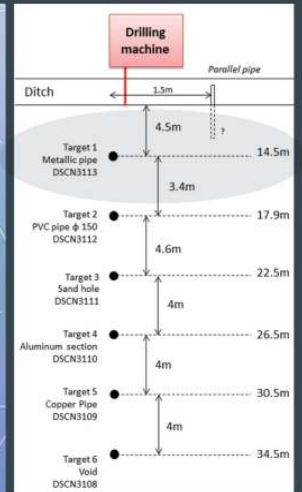 Drilling
machine
Parallel pipe
Ditch
1.5m
4.5m
?
Target 1
Metallic pipe
DSCN3113
14.5m
3.4m
Target 2
PVC pipe ϕ 150
DSCN3112
17.9m
4.6m
Target 3
Sand hole
DSCN3111
22.5m
4m
Target 4
Aluminum section
DSCN3110
26.5m
4m
Target 5
Copper Pipe
DSCN3109
30.5m
4m
Target 6
Void
DSCN3108
34.5m